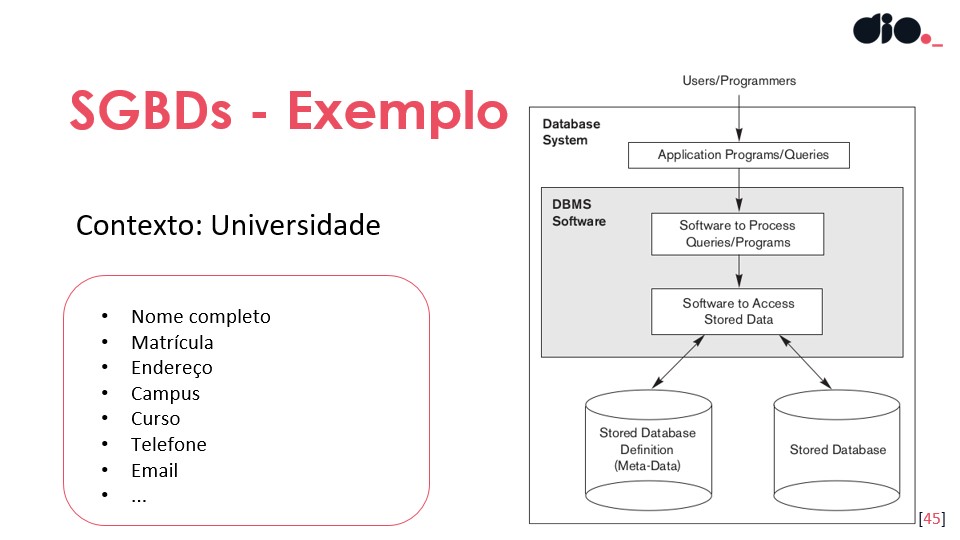 dio._
SGBDs - Exemplo
Contexto: Universidade
• Nome completo
• Matrícula
• Endereço
• Campus
• Curso
• Telefone
• Email
• ...
Users/Programmers
Database
System
Application Programs/Queries
DBMS
Software
Software to Process
Queries/Programs
Software to Access
Stored Data
Stored Database
Definition
(Meta-Data)
Stored Database
[45]